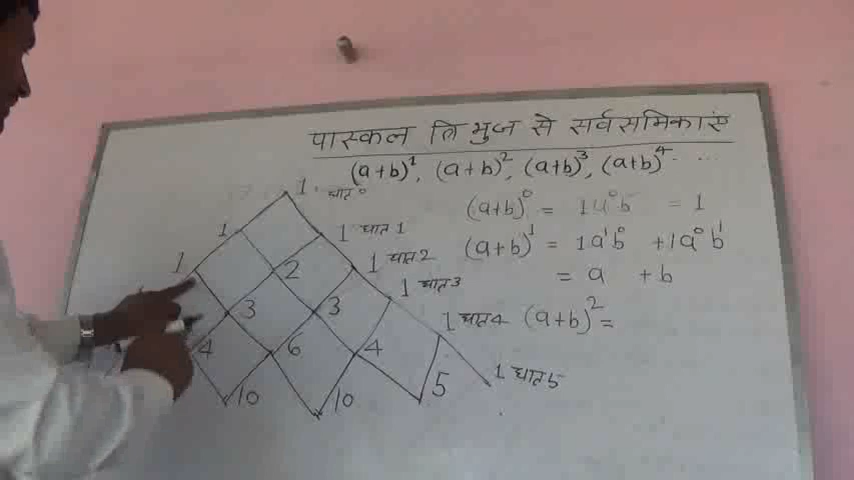 पास्कल त्रिभुज से सर्वसमिकाएं
(a+b)¹, (a+b)², (a+b)³, (a+b)⁴ ....
1 घात 0
(a+b)⁰ = 1a⁰b = 1
1 1 घात 1
(a+b)¹ = 1a¹b⁰ +1a⁰b¹
1 2 1 घात 2
= a + b
3 3 1 घात 3
4 6 4 1 घात 4
(a+b)² =
10 10 5 1 घात 5